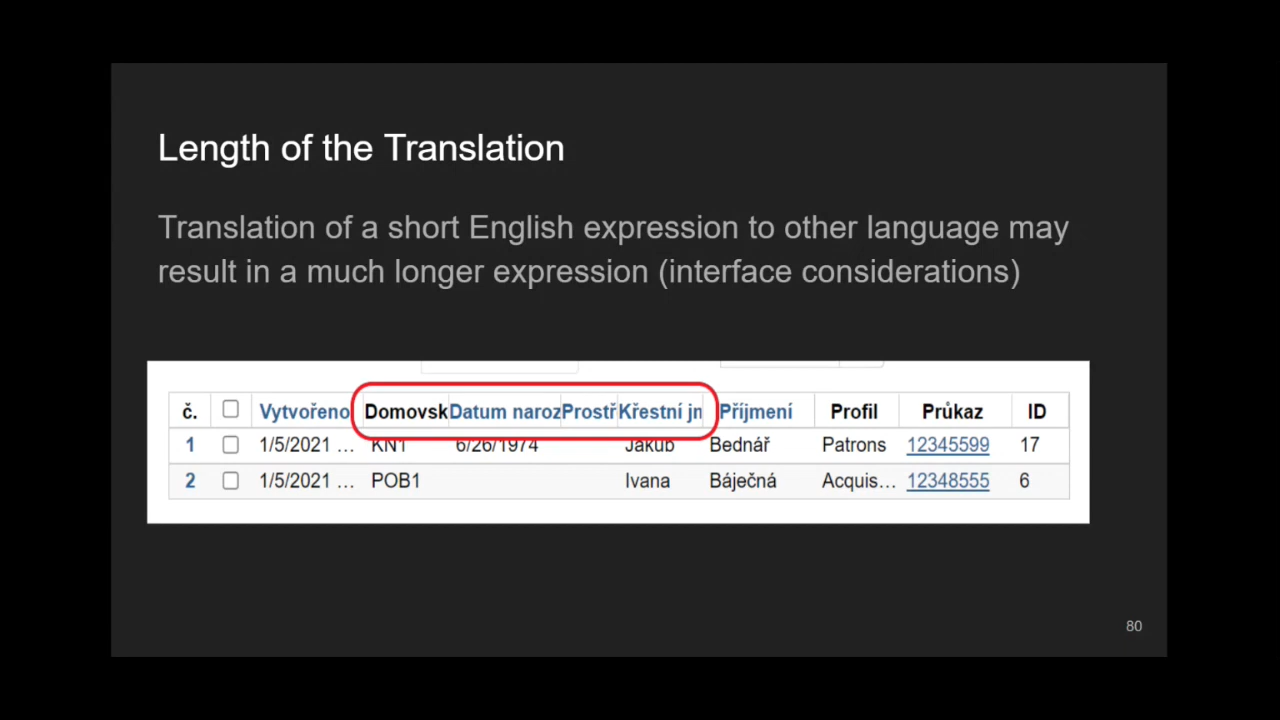 Length of the Translation
Translation of a short English expression to other language may
result in a much longer expression (interface considerations)
č. Vytvořeno Domovsk Datum naroz Prostř Křestní jn Příjmení Profil Průkaz ID
1 1/5/2021 … KN1 6/26/1974 Jakub Bednář Patrons 12345599 17
2 1/5/2021 … POB1 Ivana Báječná Acquis… 12348555 6
80